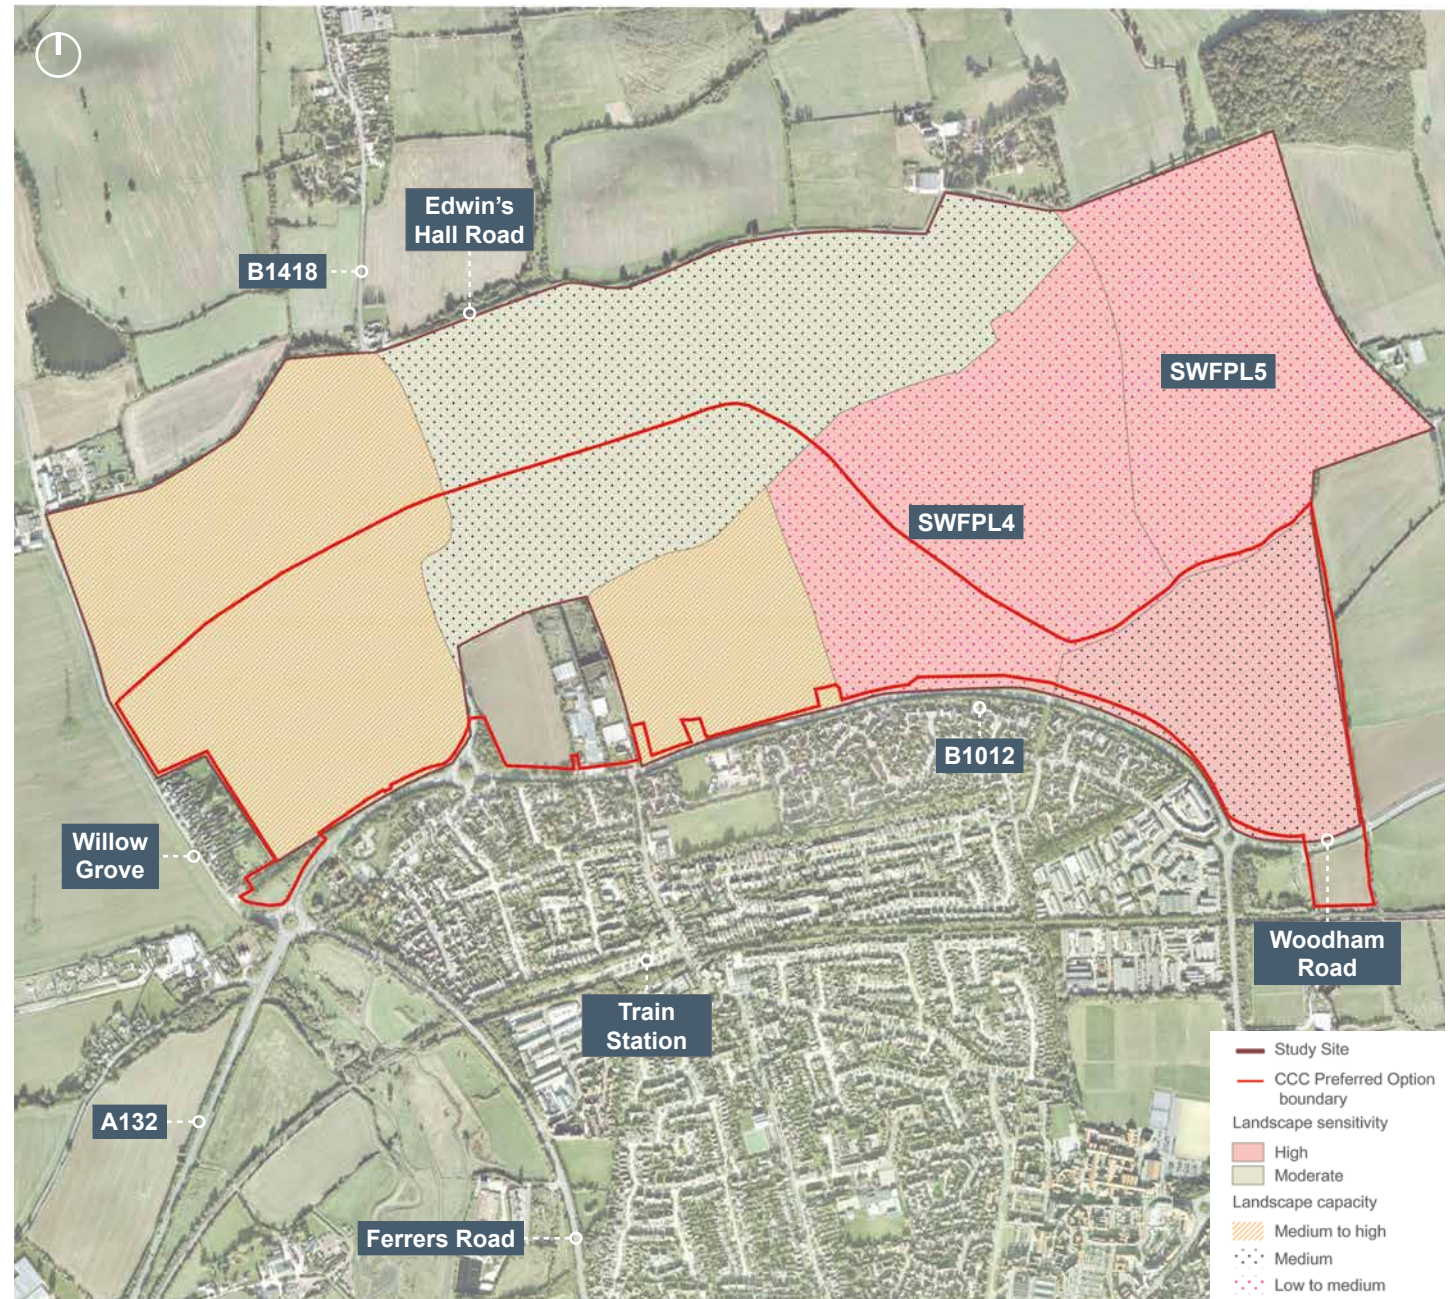 Edwin's
Hall Road
B1418
SWFPL5
SWFPL4
B1012
Willow
Grove
Woodham
Road
Train
Station
A132
Ferrers Road
Study Site
CCC Preferred Option
boundary
Landscape sensitivity
High
Moderate
Landscape capacity
Medium to high
Medium
Low to medium